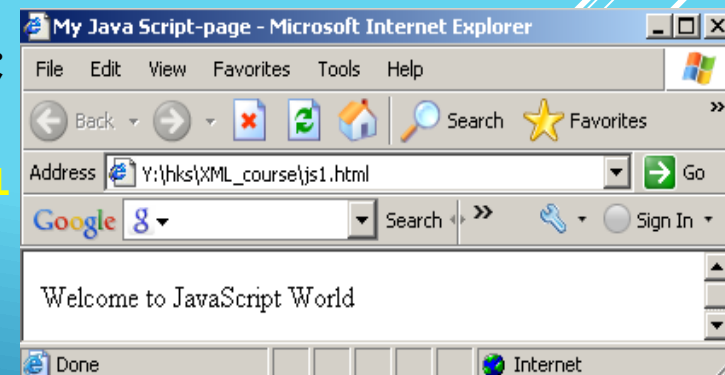 My Java Script-page - Microsoft Internet Explorer
File Edit View Favorites Tools Help
Back Search Favorites »
Address Y:\hks\XML_course\js1.html Go
Google g Search » Sign In
Welcome to JavaScript World
Done Internet